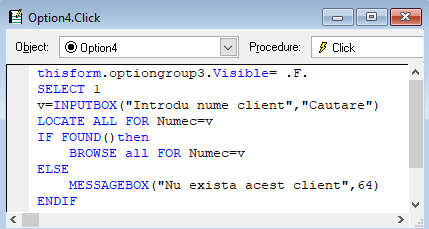 Option4.Click
Object: Option4 Procedure: Click
thisform.optiongroup3.Visible= .F.
SELECT 1
v=INPUTBOX("Introdu nume client","Cautare")
LOCATE ALL FOR Numec=v
IF FOUND()then
    BROWSE all FOR Numec=v
ELSE
    MESSAGEBOX("Nu exista acest client",64)
ENDIF